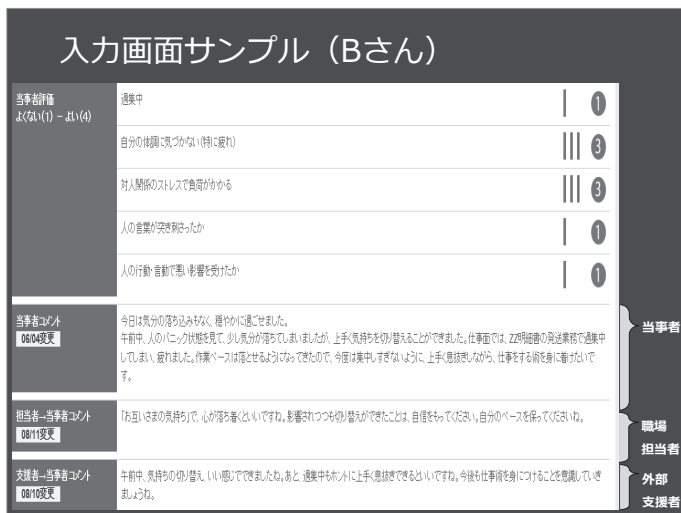 入力画面サンプル（Bさん）
当事者評価
よくない(1) – よい(4)
過集中
1
自分の体調に気づかない(特に疲れ)
3
対人関係のストレスで負荷がかかる
3
人の言葉が突き刺さったか
1
人の行動・言動で悪い影響を受けたか
1
当事者コメント
06/04変更
今日は気分の落ち込みもなく、穏やかに過ごせました。
午前中、人のパニック状態を見て、少し気分が落ちてしまいましたが、上手く気持ちを切り替えることができました。仕事面では、ZZ明細書の発送業務で過集中
してしまい、疲れました。作業ペースは落とせるようになってきたので、今度は集中しすぎないように、上手く息抜きしながら、仕事をする術を身に着けたいで
す。
当事者
担当者→当事者コメント
08/11変更
「お互いさまの気持ち」で、心が落ち着くといいですね。影響されつつも切り替えができたことは、自信をもってください。自分のペースを保ってくださいね。
職場
担当者
支援者→当事者コメント
08/10変更
午前中、気持ちの切り替え、いい感じでできましたね。あと、過集中もホントに上手く息抜きできるといいですね。今後も仕事術を身につけることを意識していき
ましょうね。
外部
支援者